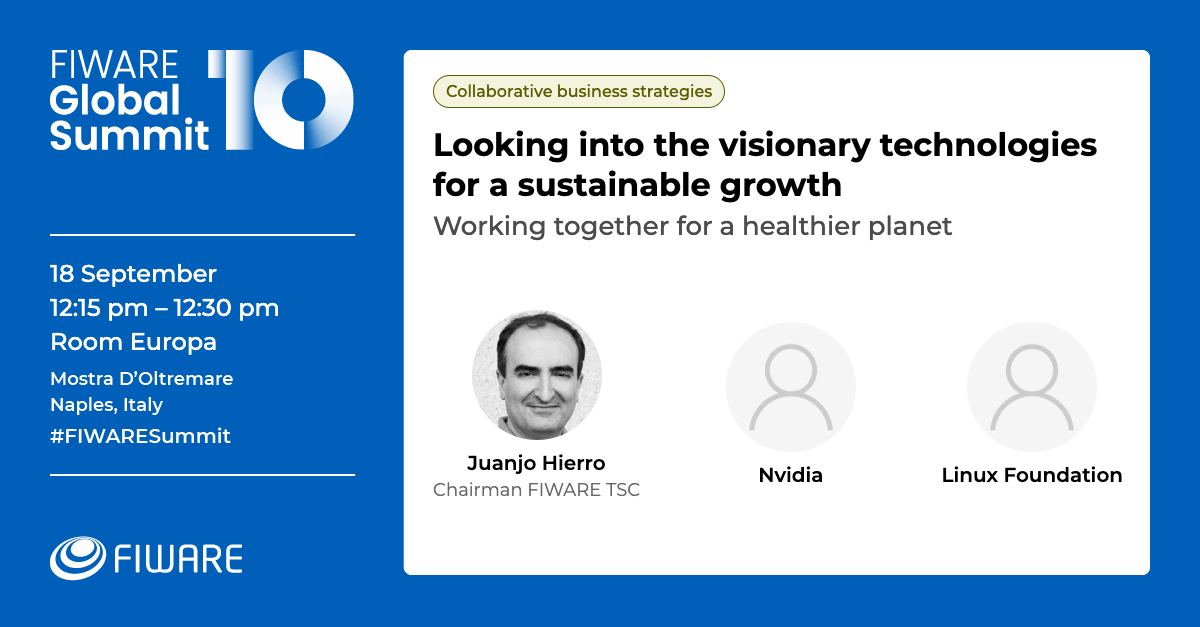 FIWARE
Global
Summit
10
18 September
12:15 pm – 12:30 pm
Room Europa
Mostra D’Oltremare
Naples, Italy
#FIWARESummit
FIWARE
Collaborative business strategies
Looking into the visionary technologies
for a sustainable growth
Working together for a healthier planet
Juanjo Hierro
Chairman FIWARE TSC
Nvidia
Linux Foundation